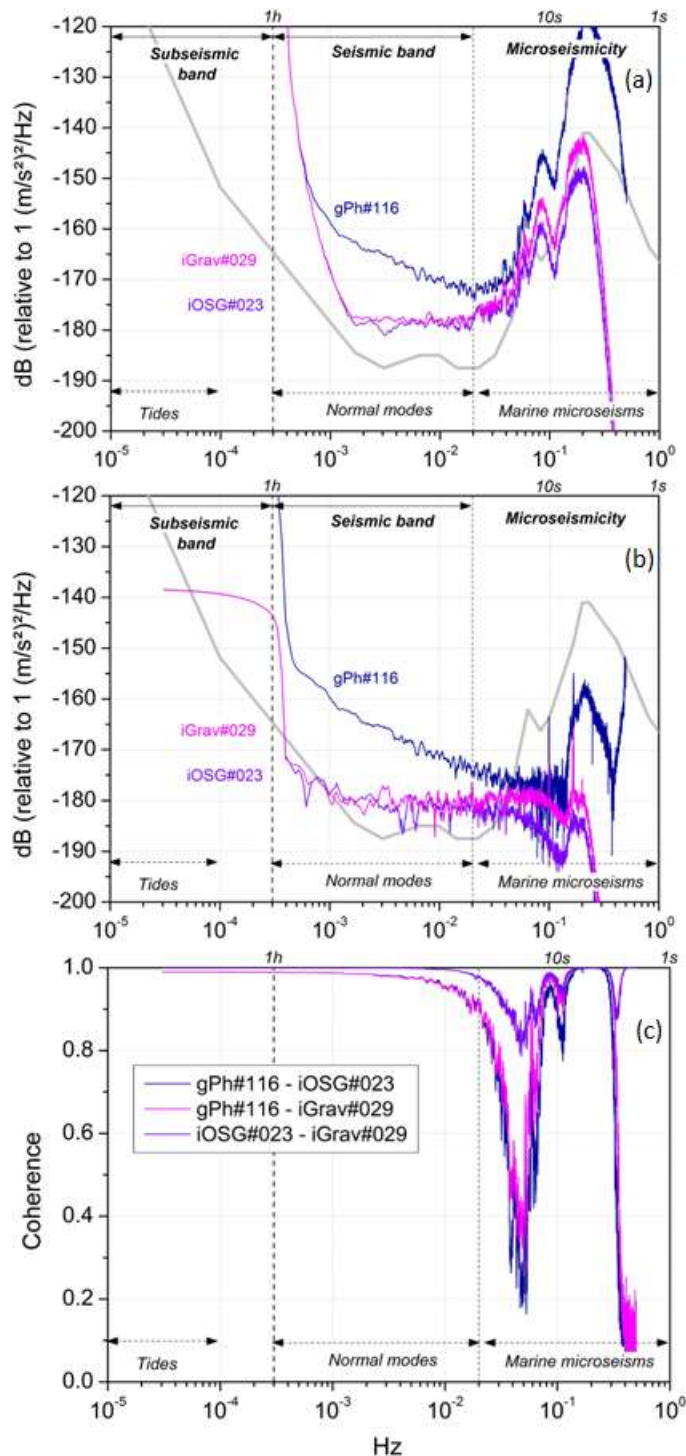 1h 10s 1s
-120
Subseismic band Seismic band Microseismicity
(a)
-130
-140
-150
gPh#116
-160
iGrav#029
-170
iOSG#023
-180
-190
Tides Normal modes Marine microseisms
-200
dB (relative to 1 (m/s²)²/Hz)
10⁻⁵ 10⁻⁴ 10⁻³ 10⁻² 10⁻¹ 10⁰
1h 10s 1s
-120
Subseismic band Seismic band Microseismicity
(b)
-130
-140
-150
gPh#116
-160
iGrav#029
-170
iOSG#023
-180
-190
Tides Normal modes Marine microseisms
-200
dB (relative to 1 (m/s²)²/Hz)
10⁻⁵ 10⁻⁴ 10⁻³ 10⁻² 10⁻¹ 10⁰
1h 10s 1s
1.0
(c)
0.8
gPh#116 - iOSG#023
gPh#116 - iGrav#029
iOSG#023 - iGrav#029
0.6
0.4
0.2
Tides Normal modes Marine microseisms
0.0
Coherence
10⁻⁵ 10⁻⁴ 10⁻³ 10⁻² 10⁻¹ 10⁰
Hz